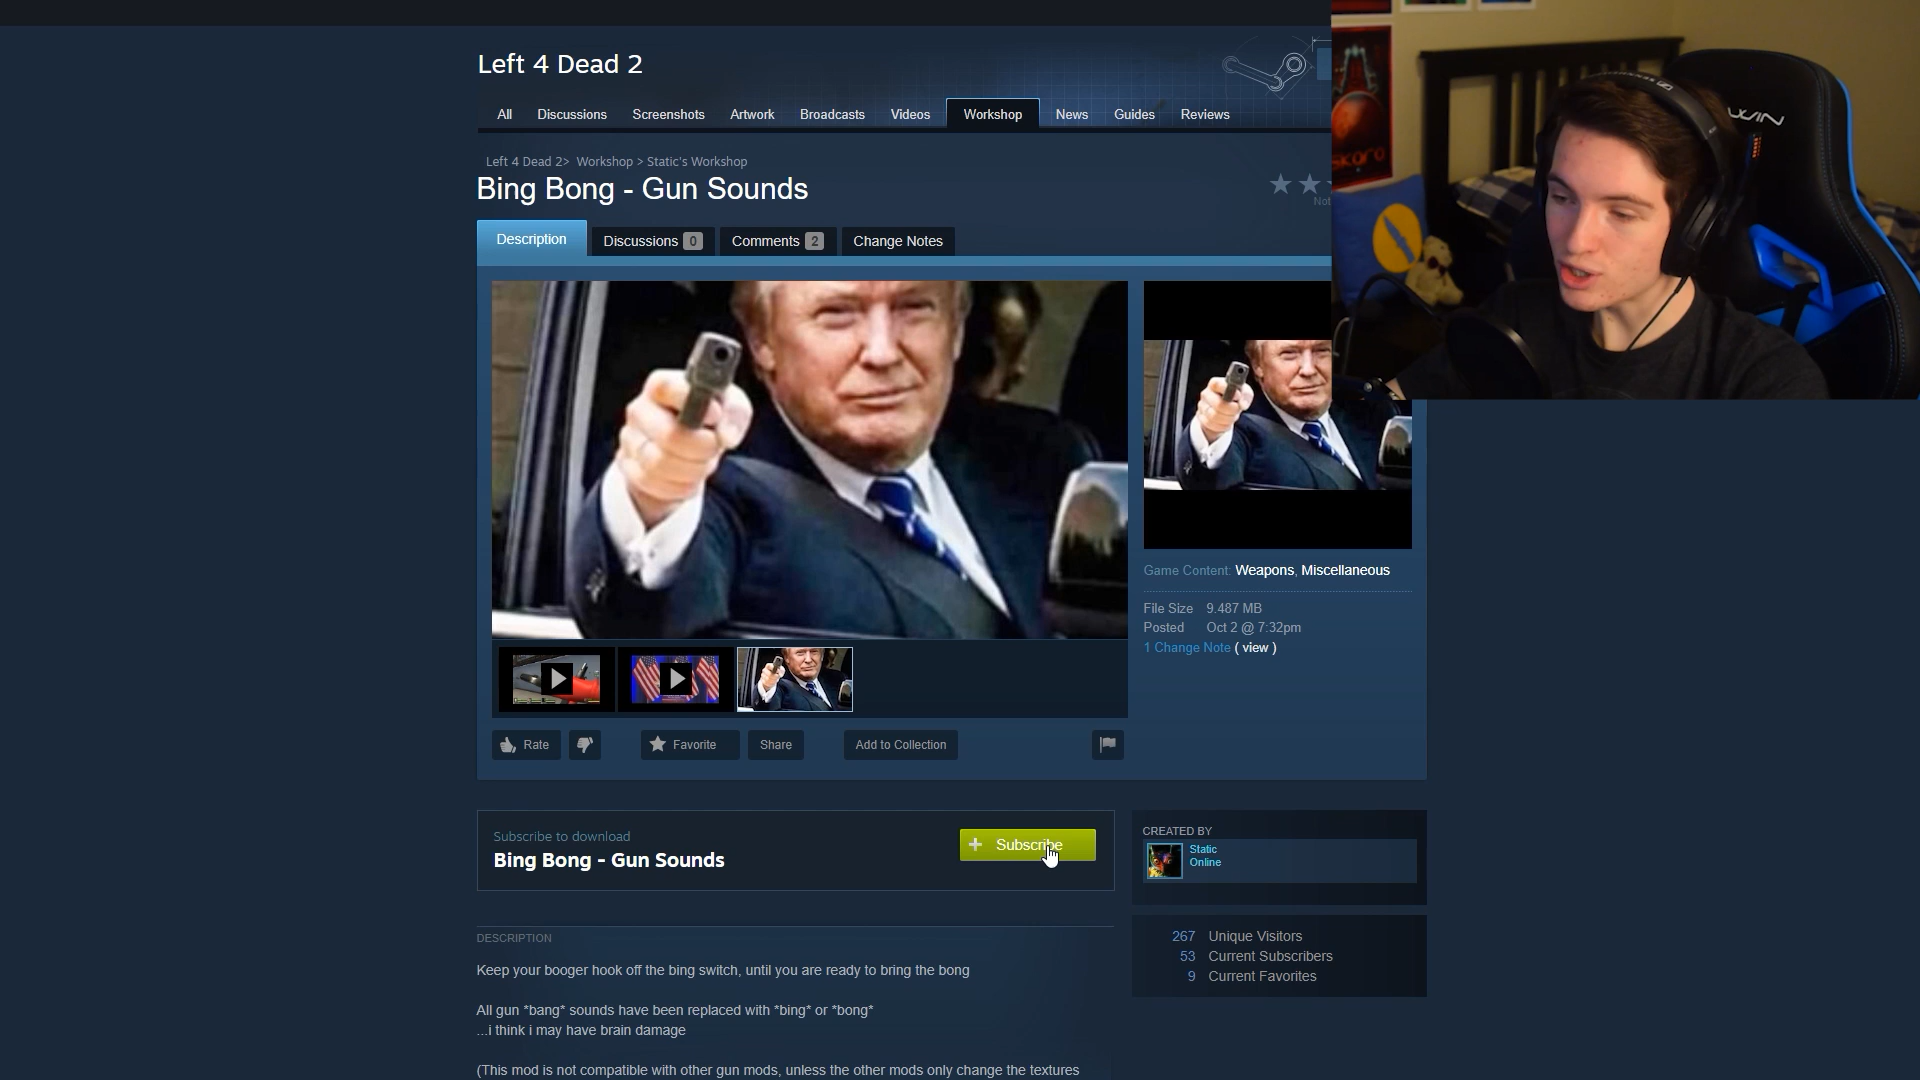 Left 4 Dead 2
All Discussions Screenshots Artwork Broadcasts Videos Workshop News Guides Reviews
Left 4 Dead 2> Workshop > Static's Workshop
Bing Bong - Gun Sounds
Description Discussions 0 Comments 2 Change Notes
Game Content: Weapons, Miscellaneous
File Size 9.487 MB
Posted Oct 2 @ 7:32pm
1 Change Note ( view )
Rate Favorite Share Add to Collection
Subscribe to download
Bing Bong - Gun Sounds
+ Subscribe
CREATED BY
Static
Online
267 Unique Visitors
53 Current Subscribers
9 Current Favorites
DESCRIPTION
Keep your booger hook off the bing switch, until you are ready to bring the bong
All gun *bang* sounds have been replaced with *bing* or *bong*
...i think i may have brain damage
(This mod is not compatible with other gun mods, unless the other mods only change the textures